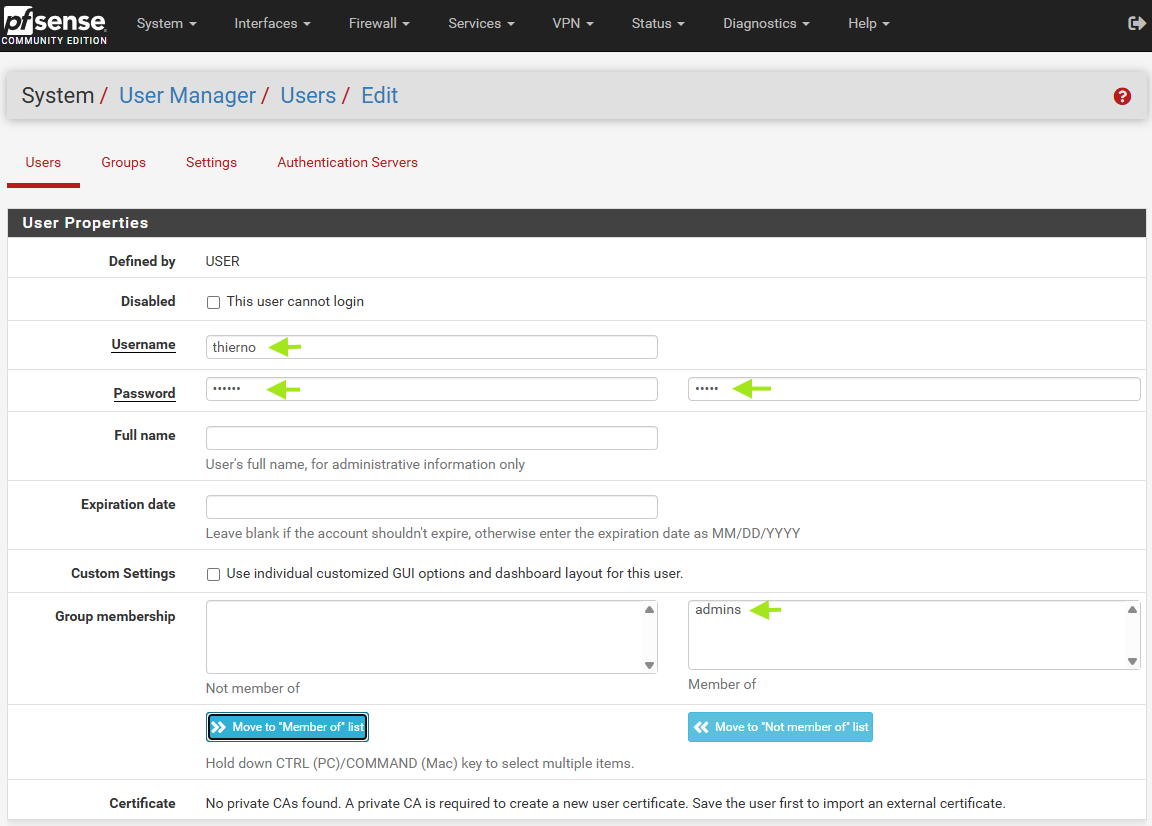 pfsense
COMMUNITY EDITION
System Interfaces Firewall Services VPN Status Diagnostics Help
System / User Manager / Users / Edit
Users Groups Settings Authentication Servers
User Properties
Defined by USER
Disabled This user cannot login
Username thierno
Password •••••• •••••
Full name
User's full name, for administrative information only
Expiration date
Leave blank if the account shouldn't expire, otherwise enter the expiration date as MM/DD/YYYY
Custom Settings Use individual customized GUI options and dashboard layout for this user.
Group membership admins
Not member of Member of
Move to "Member of" list Move to "Not member of" list
Hold down CTRL (PC)/COMMAND (Mac) key to select multiple items.
Certificate No private CAs found. A private CA is required to create a new user certificate. Save the user first to import an external certificate.